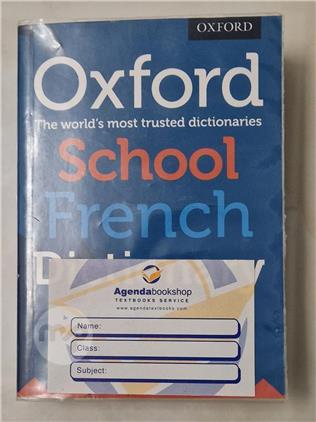 OXFORD
Oxford
The world's most trusted dictionaries
School
French
Agendabookshop
TEXTBOOKS SERVICE
www.agendatextbooks.com
Name:
Class:
Subject: